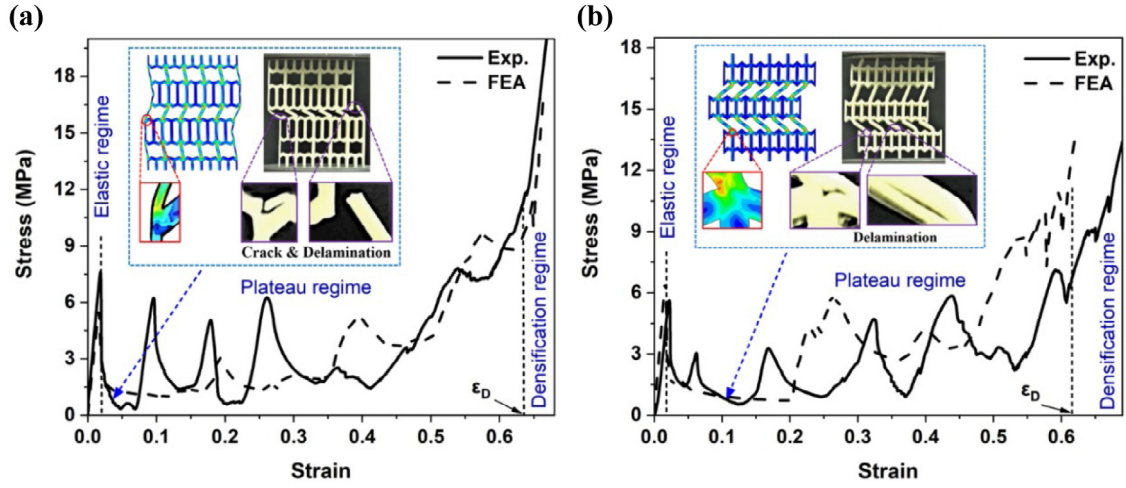 (a)
(b)
18
15
12
9
6
3
0
Stress (MPa)
Elastic regime
Exp.
FEA
Crack & Delamination
Plateau regime
Densification regime
εD
0.0 0.1 0.2 0.3 0.4 0.5 0.6
Strain
18
15
12
9
6
3
0
Stress (MPa)
Elastic regime
Exp.
FEA
Delamination
Plateau regime
Densification regime
εD
0.0 0.1 0.2 0.3 0.4 0.5 0.6
Strain